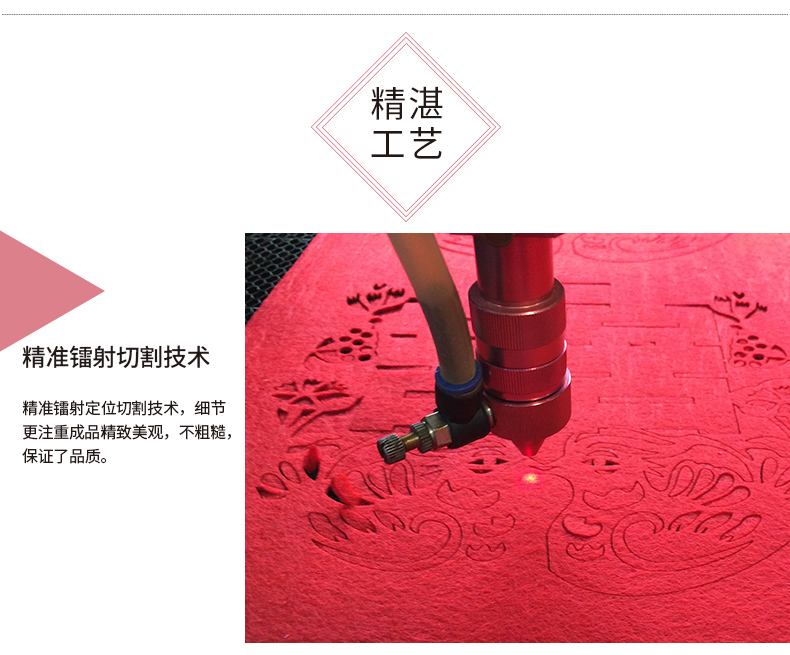 精湛
工艺
精准镭射切割技术
精准镭射定位切割技术，细节
更注重成品精致美观，不粗糙，
保证了品质。